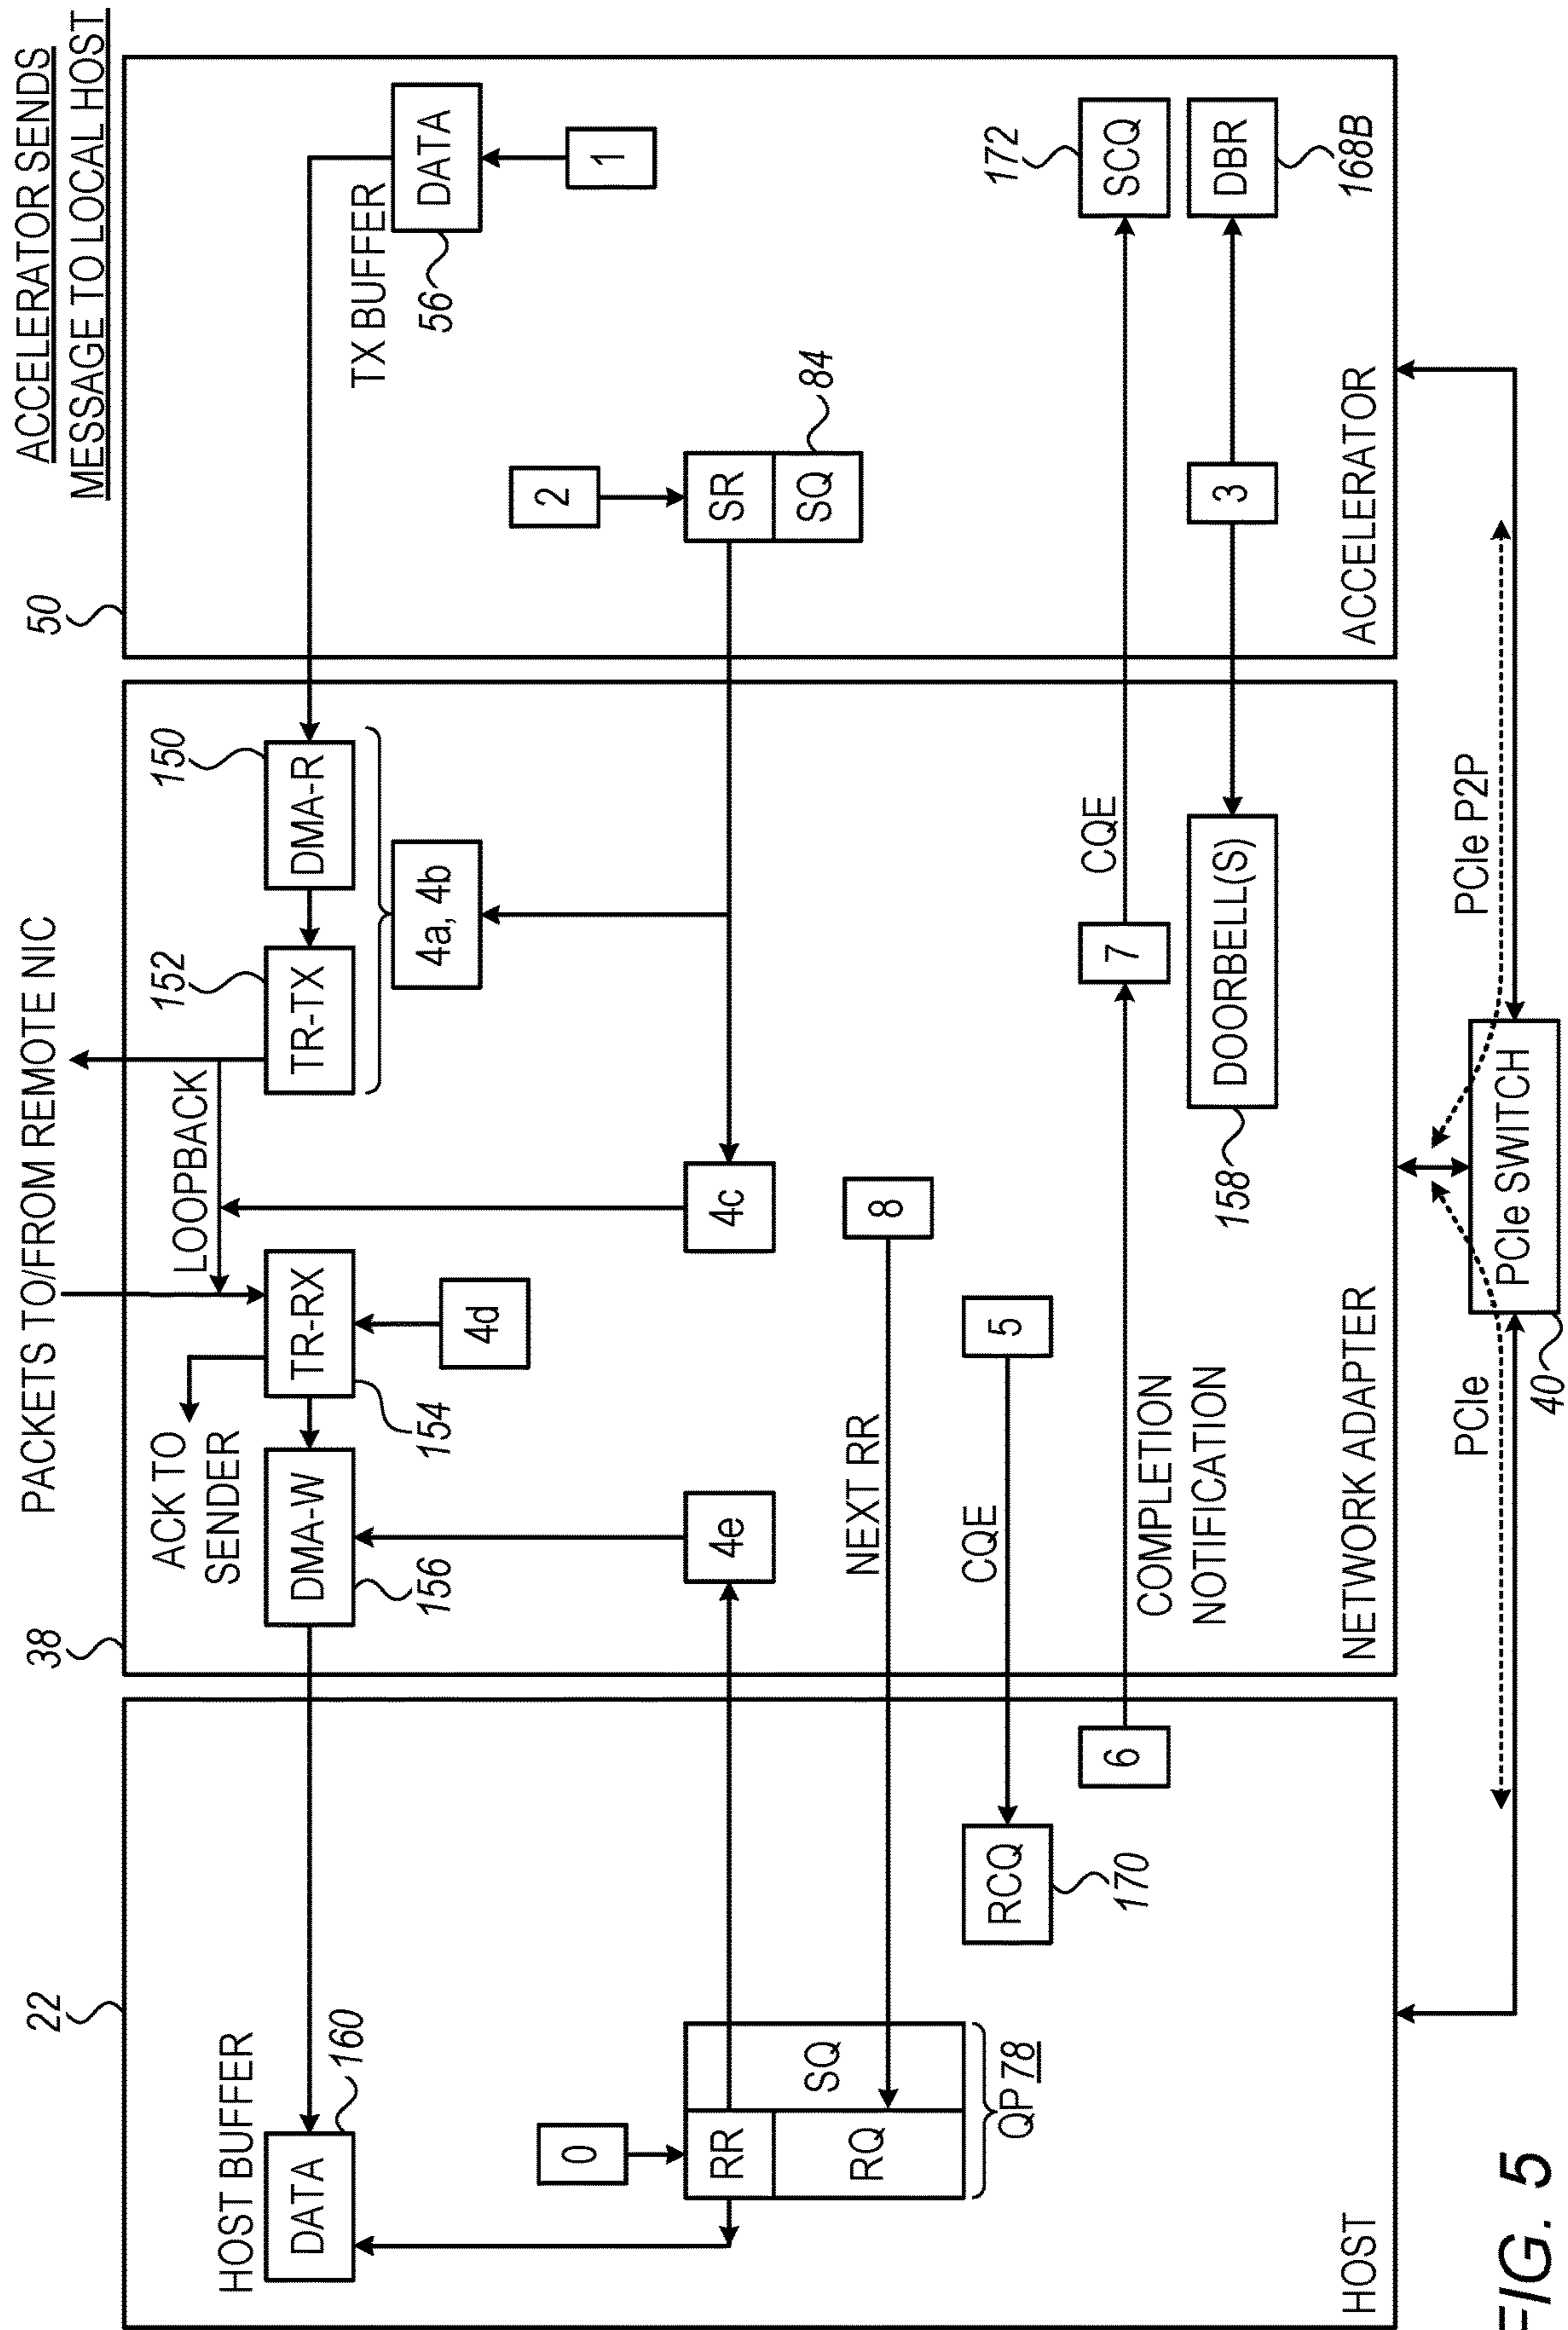 ACCELERATOR SENDS
MESSAGE TO LOCAL HOST
PACKETS TO/FROM REMOTE NIC
22
38
50
HOST BUFFER
DATA
160
0
RR
RQ
SQ
QP 78
RCQ
170
6
HOST
ACK TO
SENDER
LOOPBACK
DMA-W
156
TR-RX
154
TR-TX
152
DMA-R
150
4e
4d
4c
4a, 4b
NEXT RR
8
CQE
5
COMPLETION
NOTIFICATION
7
CQE
DOORBELL(S)
158
NETWORK ADAPTER
TX BUFFER
DATA
56
1
2
SR
SQ
84
172
SCQ
3
DBR
168B
ACCELERATOR
PCIe
PCIe P2P
PCIe SWITCH
40
FIG. 5